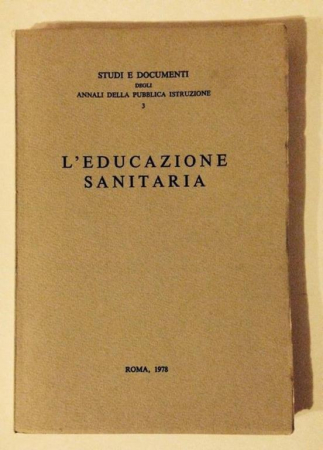 STUDI E DOCUMENTI
DEGLI
ANNALI DELLA PUBBLICA ISTRUZIONE
3
L'EDUCAZIONE
SANITARIA
ROMA, 1978